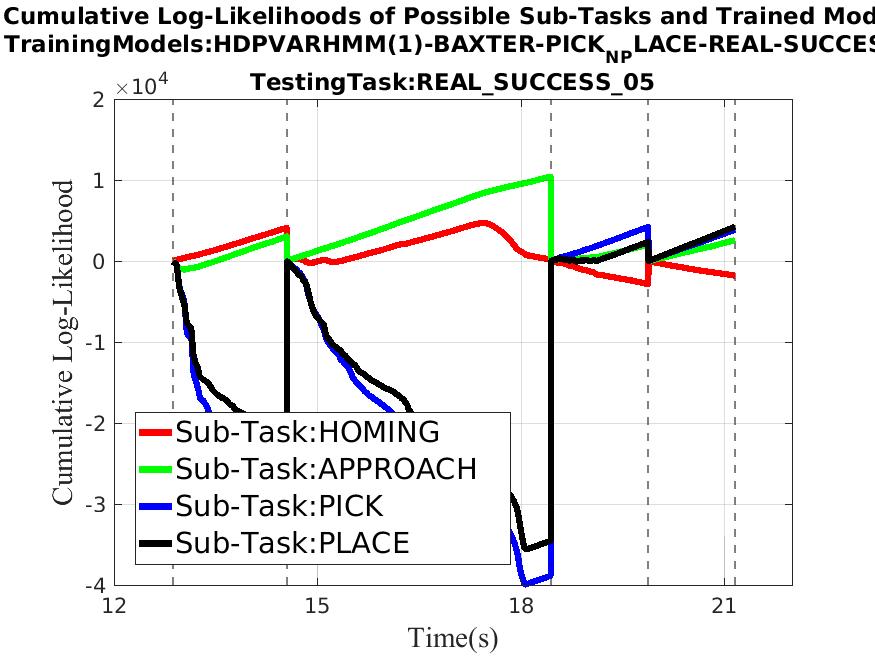 Cumulative Log-Likelihoods of Possible Sub-Tasks and Trained Mod
TrainingModels:HDPVARHMM(1)-BAXTER-PICKNPLACE-REAL-SUCCES
TestingTask:REAL_SUCCESS_05
×10⁴
2
1
0
-1
-2
-3
-4
Cumulative Log-Likelihood
Sub-Task:HOMING
Sub-Task:APPROACH
Sub-Task:PICK
Sub-Task:PLACE
12 15 18 21
Time(s)